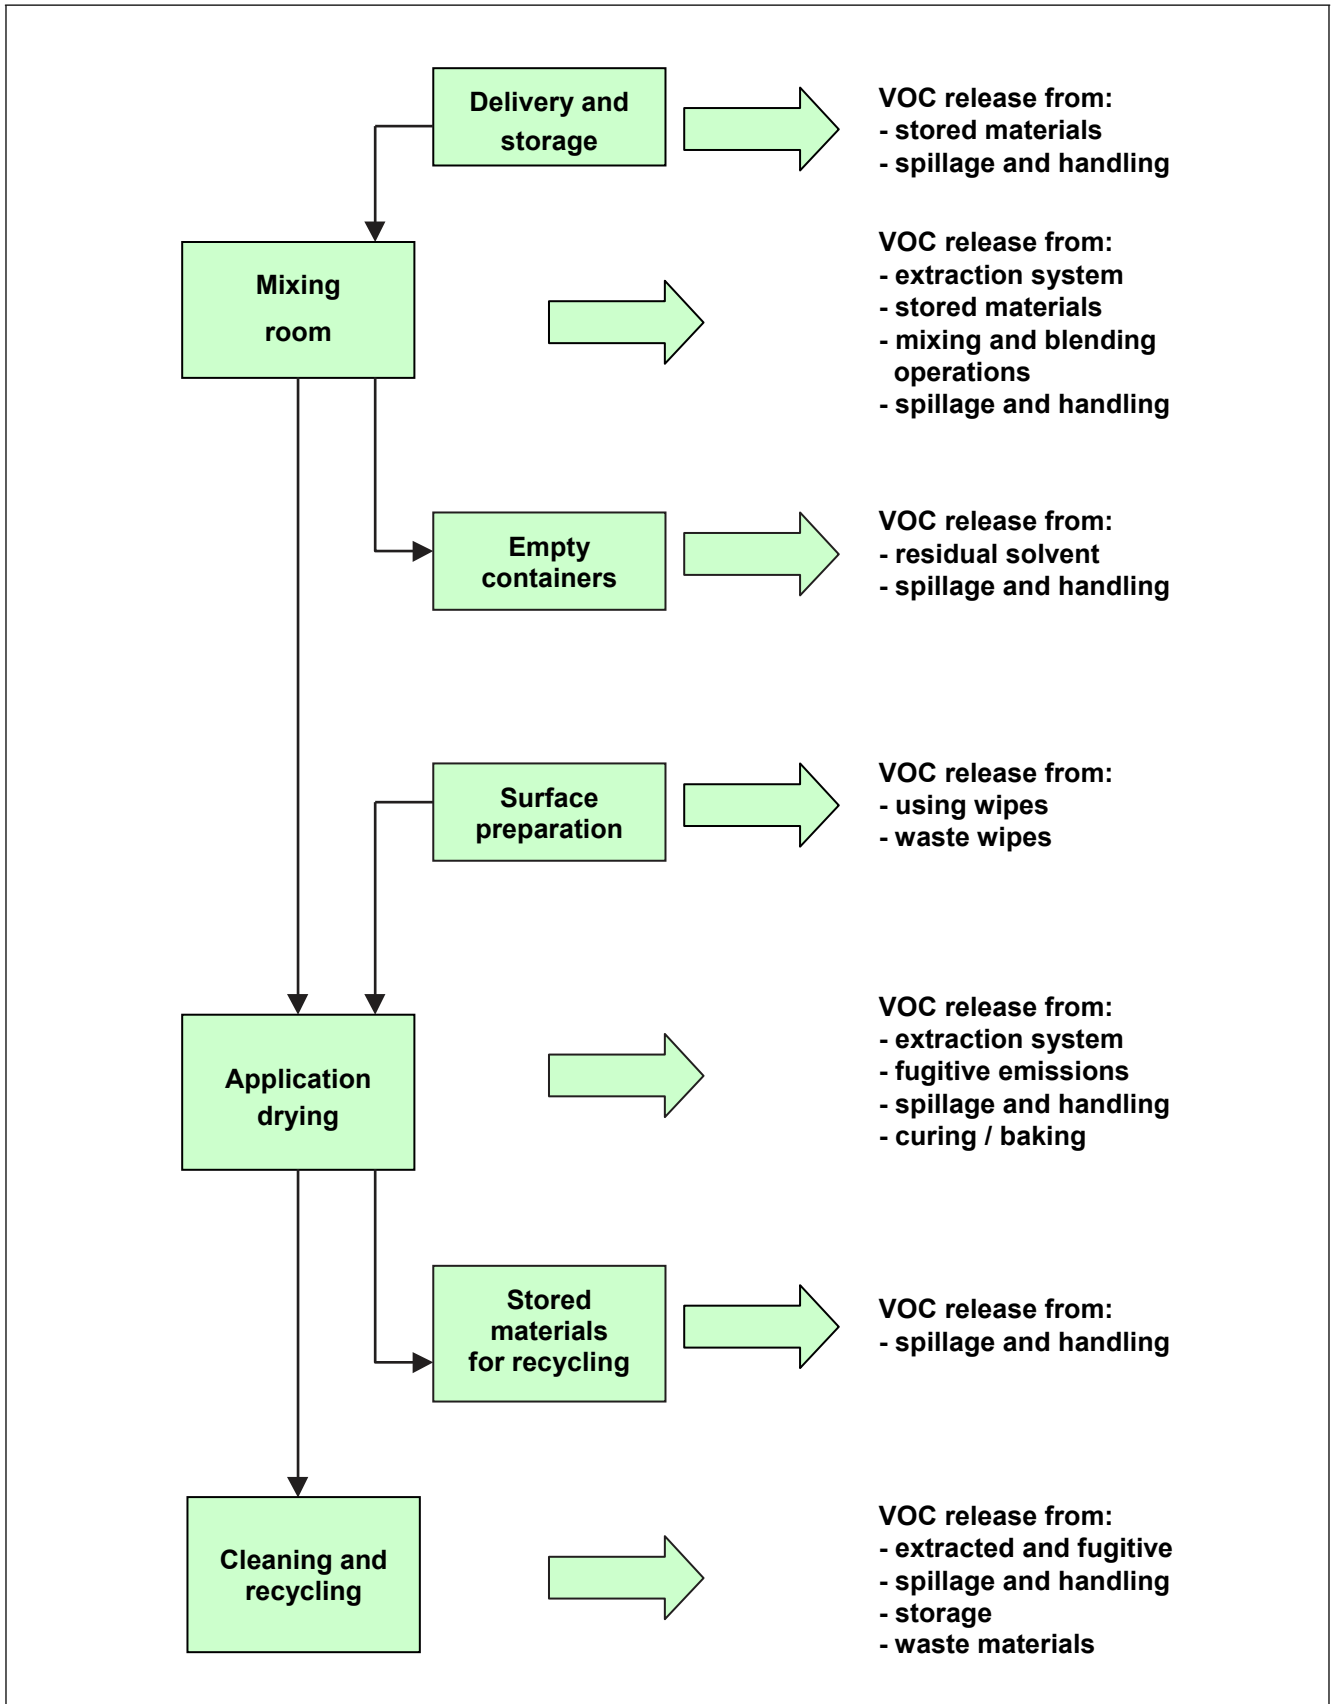 Delivery and
storage
VOC release from:
- stored materials
- spillage and handling
Mixing
room
VOC release from:
- extraction system
- stored materials
- mixing and blending
operations
- spillage and handling
Empty
containers
VOC release from:
- residual solvent
- spillage and handling
Surface
preparation
VOC release from:
- using wipes
- waste wipes
Application
drying
VOC release from:
- extraction system
- fugitive emissions
- spillage and handling
- curing / baking
Stored
materials
for recycling
VOC release from:
- spillage and handling
Cleaning and
recycling
VOC release from:
- extracted and fugitive
- spillage and handling
- storage
- waste materials